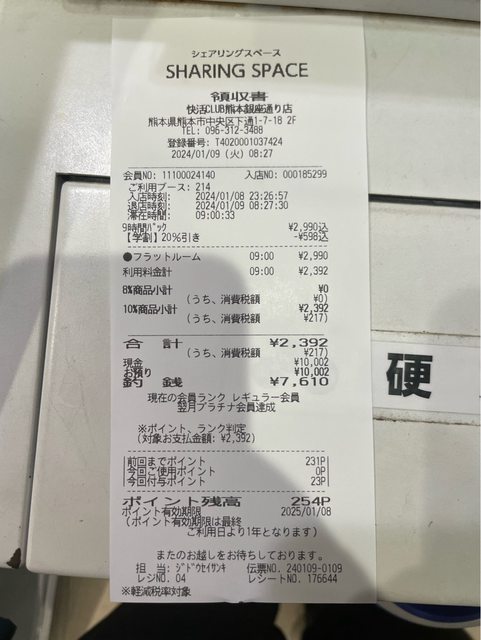 シェアリングスペース
SHARING SPACE
領収書
快活CLUB熊本銀座通り店
熊本県熊本市中央区下通1-7-18 2F
TEL: 096-312-3488
登録番号: T4020001037424
2024/01/09 (火) 08:27
会員NO: 11100024140 入店NO: 000185299
ご利用ブース: 214
入店時刻: 2024/01/08 23:26:57
退店時刻: 2024/01/09 08:27:30
滞在時間: 09:00:33
9時間パック ¥2,990込
【学割】20%引き -¥598込
●フラットルーム 09:00 ¥2,990
利用料金計 09:00 ¥2,392
8%商品小計 ¥0
(うち、消費税額 ¥0)
10%商品小計 ¥2,392
(うち、消費税額 ¥217)
合計 ¥2,392
(うち、消費税額 ¥217)
現金 ¥10,002
お預り ¥10,002
釣銭 ¥7,610
現在の会員ランク レギュラー会員
翌月プラチナ会員達成
※ポイント、ランク判定
(対象お支払金額: ¥2,392)
前回までポイント 231P
今回ご使用ポイント 0P
今回付与ポイント 23P
ポイント残高 254P
ポイント有効期限 2025/01/08
(ポイント有効期限は最終
ご利用日より1年となります)
またのお越しをお待ちしております。
担 当: ジドウセイサンキ 伝票NO. 240109-0109
レジNO. 04 レシートNO. 176644
※軽減税率対象
硬